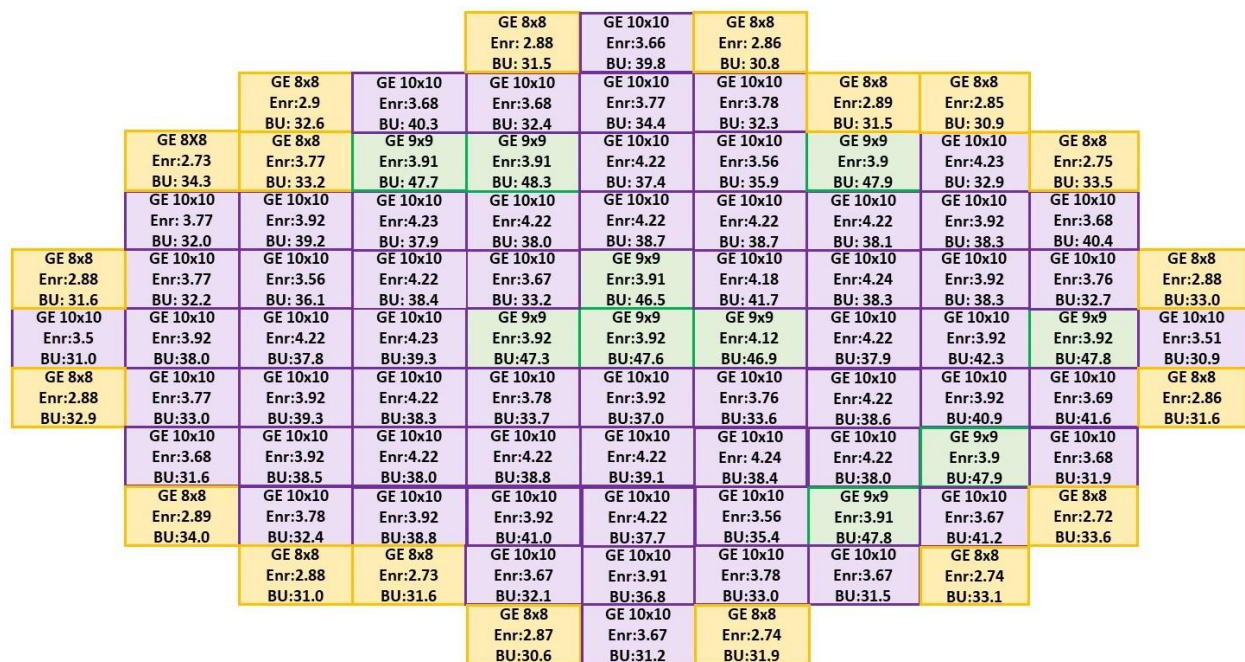 GE 8x8 GE 10x10 GE 8x8
Enr: 2.88 Enr:3.66 Enr: 2.86
BU: 31.5 BU: 39.8 BU: 30.8
GE 8x8 GE 10x10 GE 10x10 GE 10x10 GE 10x10 GE 8x8 GE 8x8
Enr:2.9 Enr:3.68 Enr:3.68 Enr:3.77 Enr:3.78 Enr:2.89 Enr:2.85
BU: 32.6 BU: 40.3 BU: 32.4 BU: 34.4 BU: 32.3 BU: 31.5 BU: 30.9
GE 8X8 GE 8x8 GE 9x9 GE 9x9 GE 10x10 GE 10x10 GE 9x9 GE 10x10 GE 8x8
Enr:2.73 Enr:3.77 Enr:3.91 Enr:3.91 Enr:4.22 Enr:3.56 Enr:3.9 Enr:4.23 Enr:2.75
BU: 34.3 BU: 33.2 BU: 47.7 BU: 48.3 BU: 37.4 BU: 35.9 BU: 47.9 BU: 32.9 BU: 33.5
GE 10x10 GE 10x10 GE 10x10 GE 10x10 GE 10x10 GE 10x10 GE 10x10 GE 10x10 GE 10x10
Enr: 3.77 Enr:3.92 Enr:4.23 Enr:4.22 Enr:4.22 Enr:4.22 Enr:4.22 Enr:3.92 Enr:3.68
BU: 32.0 BU: 39.2 BU: 37.9 BU: 38.0 BU: 38.7 BU: 38.7 BU: 38.1 BU: 38.3 BU: 40.4
GE 8x8 GE 10x10 GE 10x10 GE 10x10 GE 10x10 GE 9x9 GE 10x10 GE 10x10 GE 10x10 GE 10x10 GE 8x8
Enr:2.88 Enr:3.77 Enr:3.56 Enr:4.22 Enr:3.67 Enr:3.91 Enr:4.18 Enr:4.24 Enr:3.92 Enr:3.76 Enr:2.88
BU: 31.6 BU: 32.2 BU: 36.1 BU: 38.4 BU: 33.2 BU: 46.5 BU: 41.7 BU: 38.3 BU: 38.3 BU: 32.7 BU: 33.0
GE 10x10 GE 10x10 GE 10x10 GE 10x10 GE 9x9 GE 9x9 GE 9x9 GE 10x10 GE 10x10 GE 9x9 GE 10x10
Enr:3.5 Enr:3.92 Enr:4.22 Enr:4.23 Enr:3.92 Enr:3.92 Enr:4.12 Enr:4.22 Enr:3.92 Enr:3.92 Enr:3.51
BU:31.0 BU:38.0 BU:37.8 BU:39.3 BU:47.3 BU:47.6 BU:46.9 BU:37.9 BU:42.3 BU:47.8 BU:30.9
GE 8x8 GE 10x10 GE 10x10 GE 10x10 GE 10x10 GE 10x10 GE 10x10 GE 10x10 GE 10x10 GE 10x10 GE 8x8
Enr:2.88 Enr:3.77 Enr:3.92 Enr:4.22 Enr:3.78 Enr:3.92 Enr:3.76 Enr:4.22 Enr:3.92 Enr:3.69 Enr:2.86
BU:32.9 BU:33.0 BU:39.3 BU:38.3 BU:33.7 BU:37.0 BU:33.6 BU:38.6 BU:40.9 BU:41.6 BU:31.6
GE 10x10 GE 10x10 GE 10x10 GE 10x10 GE 10x10 GE 10x10 GE 10x10 GE 9x9 GE 10x10
Enr:3.68 Enr:3.92 Enr:4.22 Enr:4.22 Enr:4.22 Enr: 4.24 Enr:4.22 Enr:3.9 Enr:3.68
BU:31.6 BU:38.5 BU:38.0 BU:38.8 BU:39.1 BU:38.4 BU:38.0 BU:47.9 BU:31.9
GE 8x8 GE 10x10 GE 10x10 GE 10x10 GE 10x10 GE 10x10 GE 9x9 GE 10x10 GE 8x8
Enr:2.89 Enr:3.78 Enr:3.92 Enr:3.92 Enr:4.22 Enr:3.56 Enr:3.91 Enr:3.67 Enr:2.72
BU:34.0 BU:32.4 BU:38.8 BU:41.0 BU:37.7 BU:35.4 BU:47.8 BU:41.2 BU:33.6
GE 8x8 GE 8x8 GE 10x10 GE 10x10 GE 10x10 GE 10x10 GE 8x8
Enr:2.88 Enr:2.73 Enr:3.67 Enr:3.91 Enr:3.78 Enr:3.67 Enr:2.74
BU:31.0 BU:31.6 BU:32.1 BU:36.8 BU:33.0 BU:31.5 BU:33.1
GE 8x8 GE 10x10 GE 8x8
Enr:2.87 Enr:3.67 Enr:2.74
BU:30.6 BU:31.2 BU:31.9